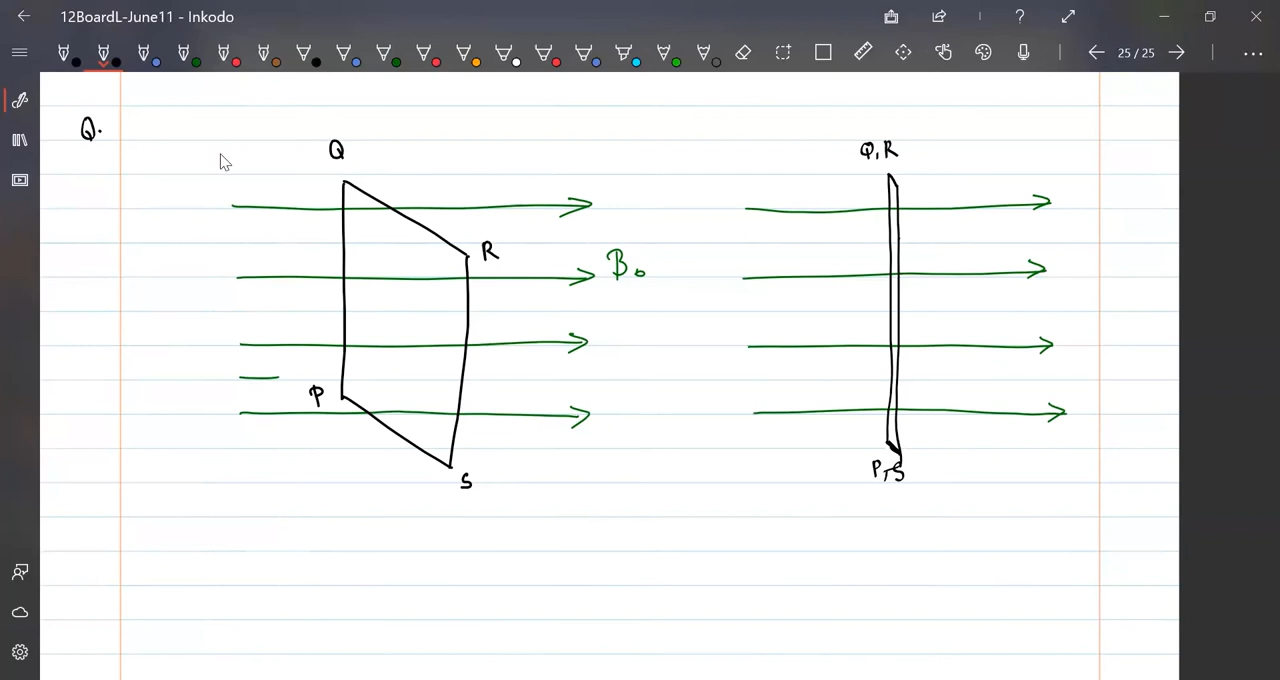 12BoardL-June11 - Inkodo
25 / 25
Q.
Q
Q, R
R
B₀
P
S
P, S